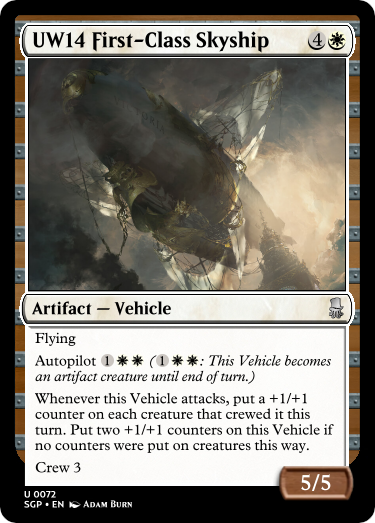 UW14 First-Class Skyship 4
Artifact — Vehicle
Flying
Autopilot 1 (1: This Vehicle becomes
an artifact creature until end of turn.)
Whenever this Vehicle attacks, put a +1/+1
counter on each creature that crewed it this
turn. Put two +1/+1 counters on this Vehicle if
no counters were put on creatures this way.
Crew 3
5/5
U 0072
SGP • EN Adam Burn